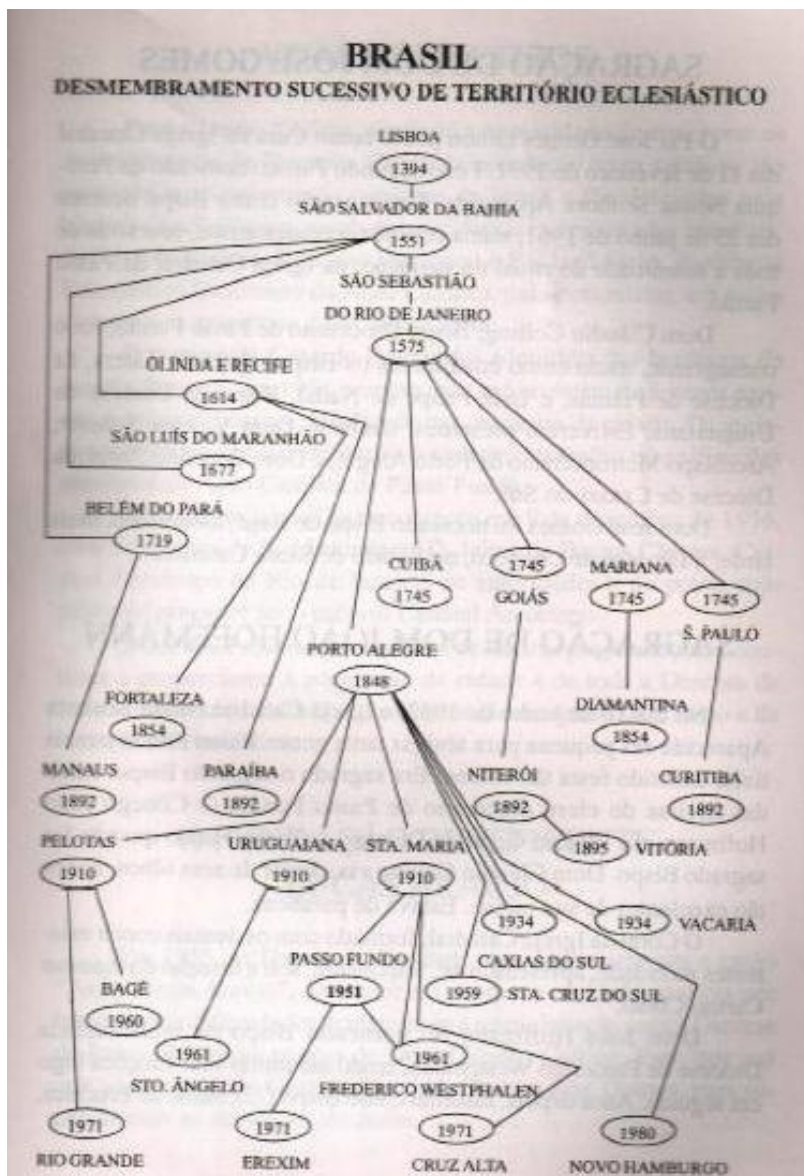 BRASIL
DESMEMBRAMENTO SUCESSIVO DE TERRITÓRIO ECLESIÁSTICO
LISBOA
1394
SÃO SALVADOR DA BAHIA
1551
SÃO SEBASTIÃO
DO RIO DE JANEIRO
1575
OLINDA E RECIFE
1614
SÃO LUÍS DO MARANHÃO
1677
BELÉM DO PARÁ
1719
CUIBÁ
1745
1745
GOIÁS
MARIANA
1745
1745
S. PAULO
PORTO ALEGRE
1848
FORTALEZA
1854
DIAMANTINA
1854
MANAUS
1892
PARAÍBA
1892
NITERÓI
1892
CURITIBA
1892
PELOTAS
1910
URUGUAIANA
1910
STA. MARIA
1910
1895 VITÓRIA
1934
CAXIAS DO SUL
1934 VACARIA
PASSO FUNDO
1951
1959 STA. CRUZ DO SUL
BAGÉ
1960
1961
STO. ÂNGELO
1961
FREDERICO WESTPHALEN
1971
RIO GRANDE
1971
EREXIM
1971
CRUZ ALTA
1980
NOVO HAMBURGO